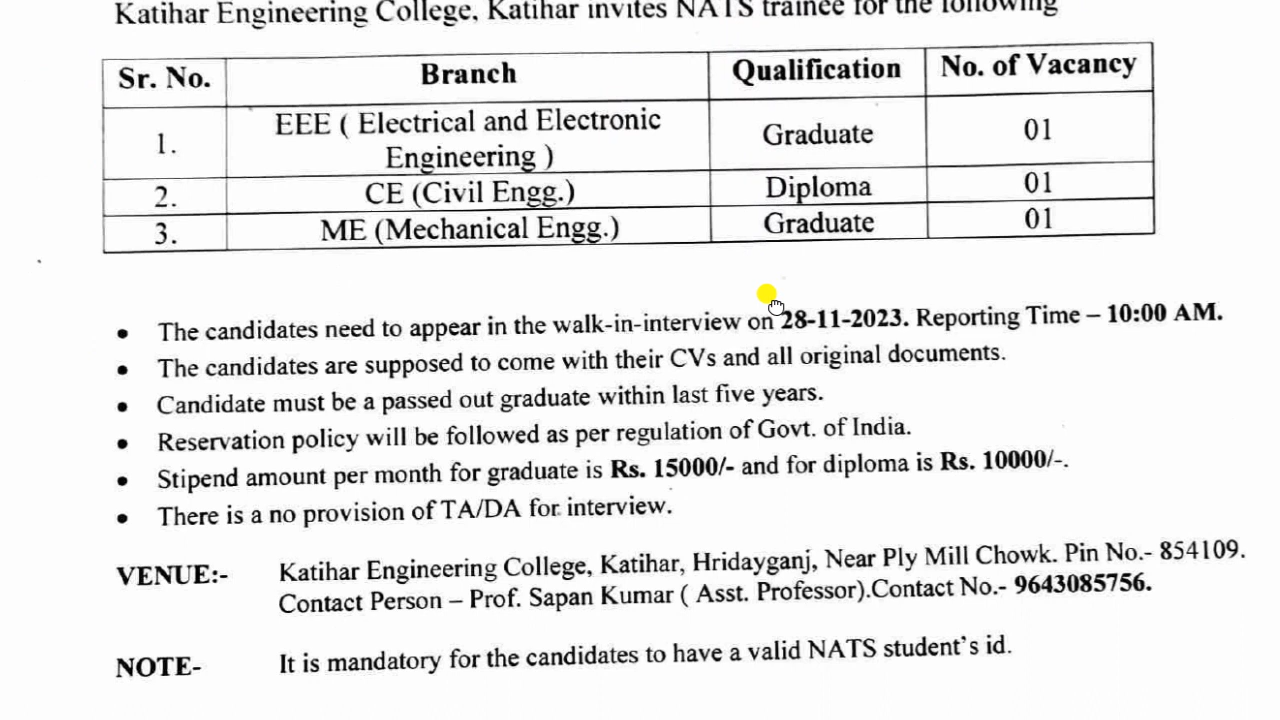 Katihar Engineering College, Katihar invites NATS trainee for the following
Sr. No. Branch Qualification No. of Vacancy
1. EEE ( Electrical and Electronic Engineering ) Graduate 01
2. CE (Civil Engg.) Diploma 01
3. ME (Mechanical Engg.) Graduate 01
• The candidates need to appear in the walk-in-interview on 28-11-2023. Reporting Time – 10:00 AM.
• The candidates are supposed to come with their CVs and all original documents.
• Candidate must be a passed out graduate within last five years.
• Reservation policy will be followed as per regulation of Govt. of India.
• Stipend amount per month for graduate is Rs. 15000/- and for diploma is Rs. 10000/-.
• There is a no provision of TA/DA for interview.
VENUE:- Katihar Engineering College, Katihar, Hridayganj, Near Ply Mill Chowk. Pin No.- 854109.
Contact Person – Prof. Sapan Kumar ( Asst. Professor).Contact No.- 9643085756.
NOTE- It is mandatory for the candidates to have a valid NATS student's id.